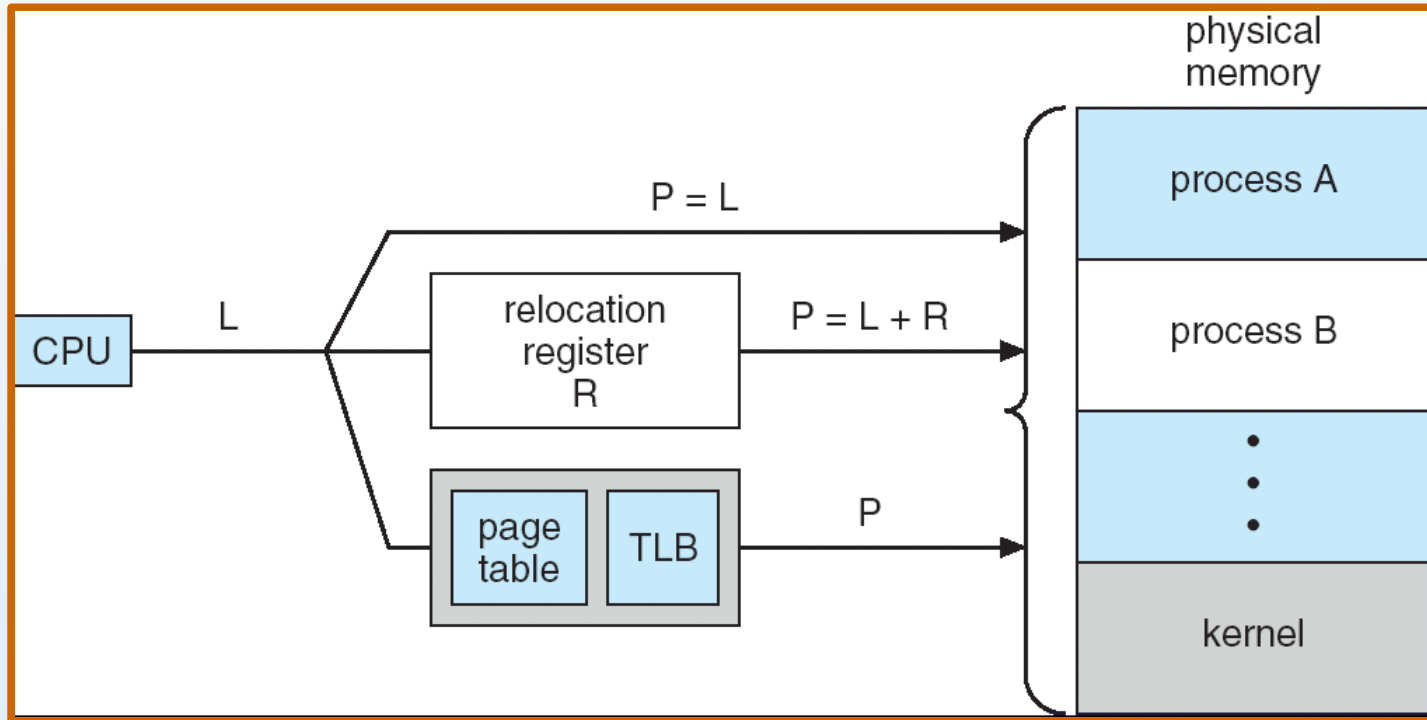 physical
memory
process A
P = L
L
relocation
register
R
P = L + R
process B
CPU
page
table
TLB
P
kernel